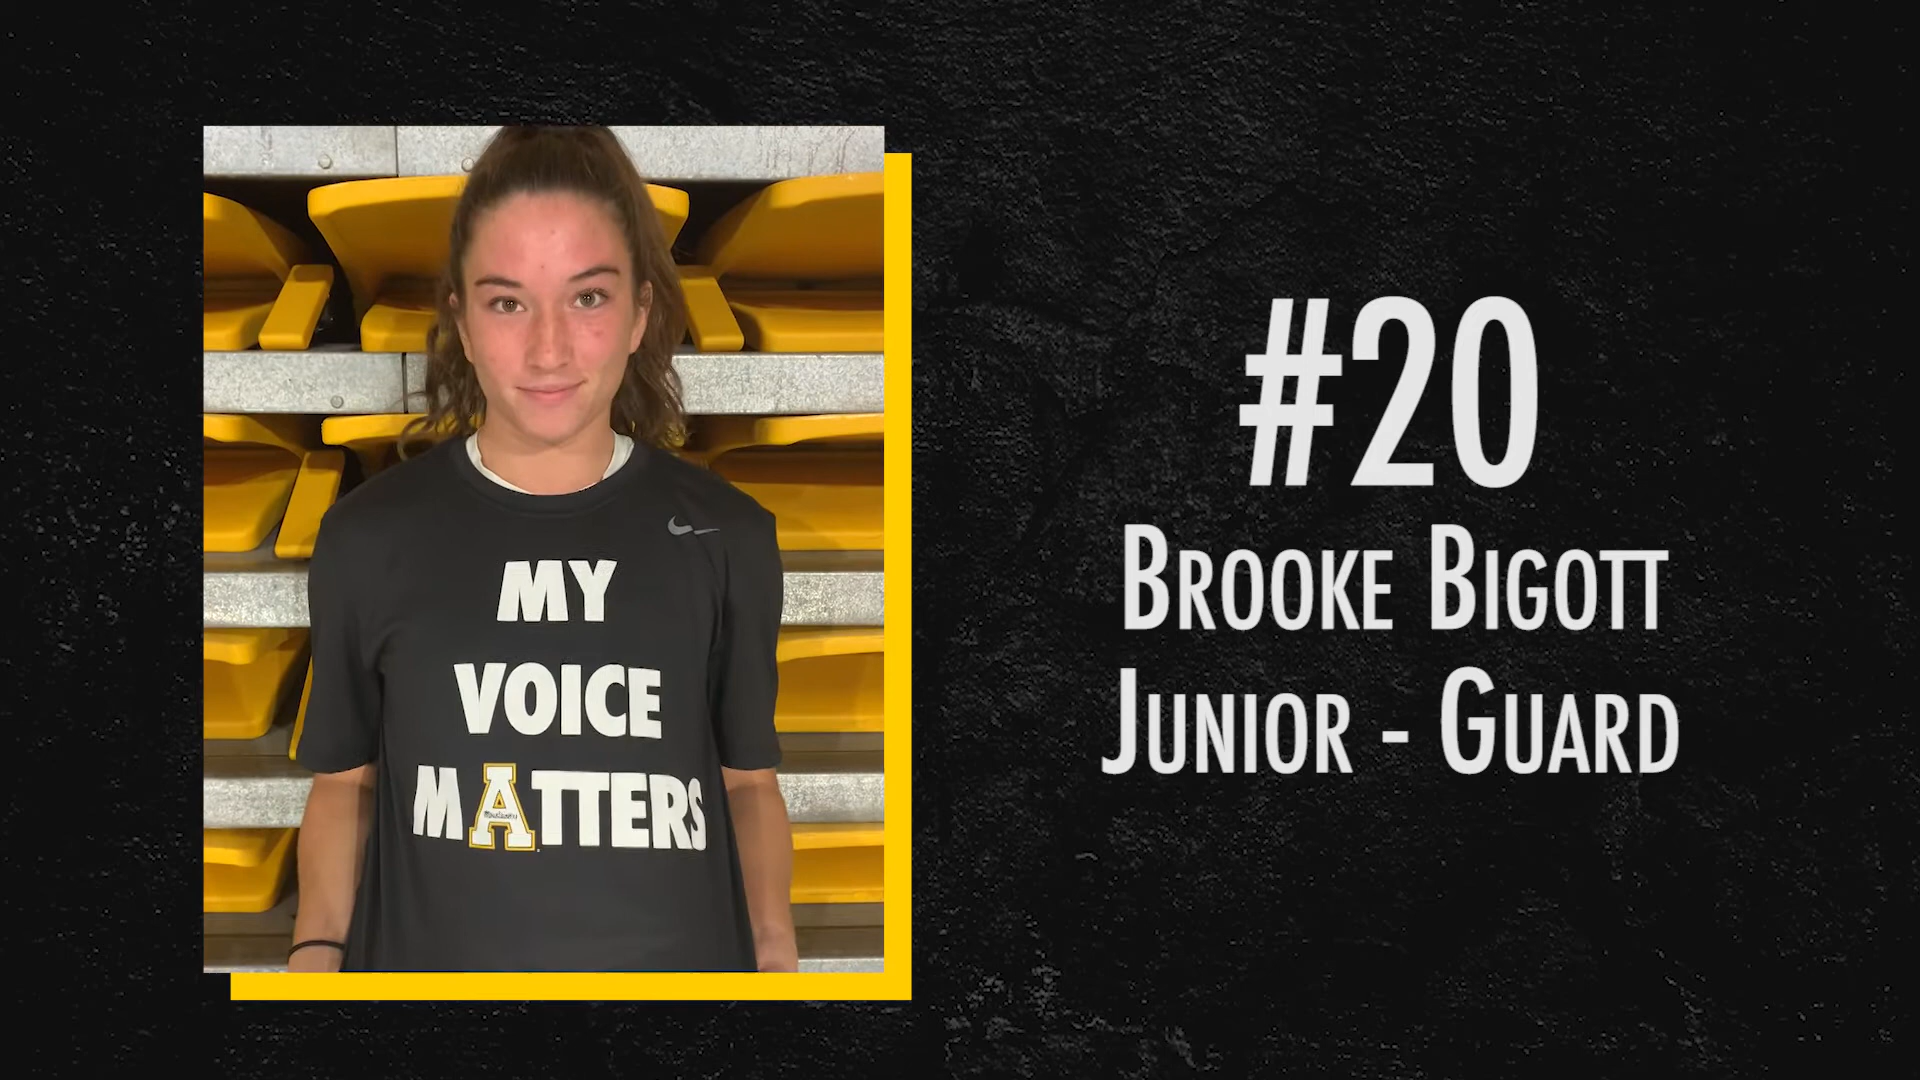 #20
Brooke Bigott
Junior - Guard
MY
VOICE
MATTERS